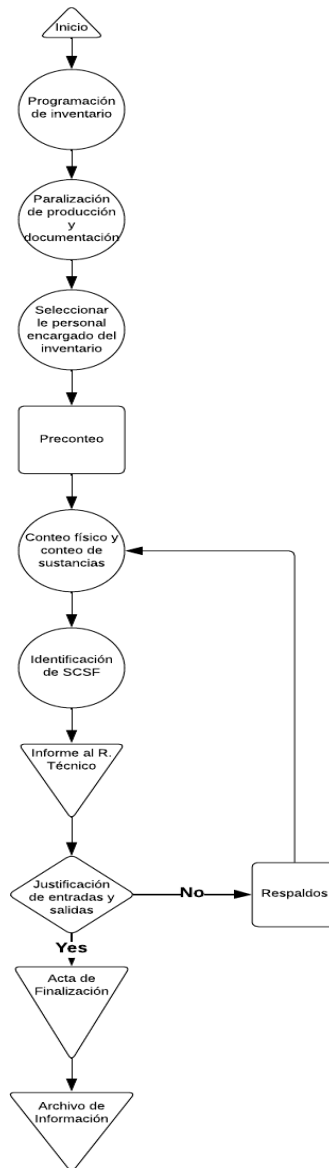 Inicio
Programación
de inventario
Paralización
de producción
y
documentación
Seleccionar
le personal
encargado del
inventario
Preconteo
Conteo físico y
conteo de
sustancias
Identificación
de SCSF
Informe al R.
Técnico
Justificación
de entradas y
salidas
No
Respaldos
Yes
Acta de
Finalización
Archivo de
Información